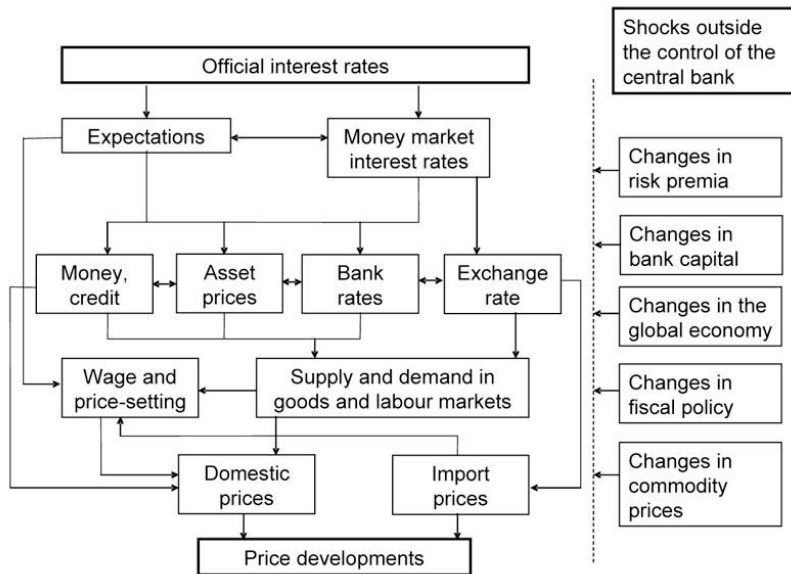 Shocks outside
the control of the
central bank
Official interest rates
Expectations
Money market
interest rates
Changes in
risk premia
Money,
credit
Asset
prices
Bank
rates
Exchange
rate
Changes in
bank capital
Changes in the
global economy
Wage and
price-setting
Supply and demand in
goods and labour markets
Changes in
fiscal policy
Domestic
prices
Import
prices
Changes in
commodity
prices
Price developments